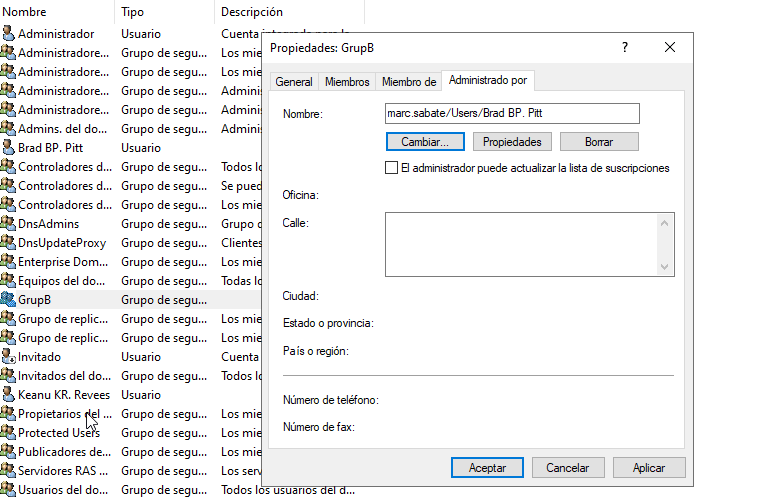 Nombre Tipo Descripción
Administrador Usuario Cuenta integrada para la
Administradore... Grupo de segu... Los mie
Administradore... Grupo de segu... Los mie
Administradore... Grupo de segu... Adminis
Administradore... Grupo de segu... Adminis
Admins. del do... Grupo de segu... Adminis
Brad BP. Pitt Usuario
Controladores d... Grupo de segu... Todos lo
Controladores d... Grupo de segu... Se pued
Controladores d... Grupo de segu... Los mie
DnsAdmins Grupo de segu... Grupo d
DnsUpdateProxy Grupo de segu... Clientes
Enterprise Dom... Grupo de segu... Los mie
Equipos del do... Grupo de segu... Todas lo
GrupB Grupo de segu...
Grupo de replic... Grupo de segu... Los mie
Grupo de replic... Grupo de segu... Los mie
Invitado Usuario Cuenta
Invitados del do... Grupo de segu... Todos lo
Keanu KR. Revees Usuario
Propietarios del ... Grupo de segu... Los mie
Protected Users Grupo de segu... Los mie
Publicadores de... Grupo de segu... Los mie
Servidores RAS ... Grupo de segu... Los serv
Usuarios del do... Grupo de segu... Todos los usuarios del d...
Propiedades: GrupB ?
General Miembros Miembro de Administrado por
Nombre: marc.sabate/Users/Brad BP. Pitt
Cambiar... Propiedades Borrar
El administrador puede actualizar la lista de suscripciones
Oficina:
Calle:
Ciudad:
Estado o provincia:
País o región:
Número de teléfono:
Número de fax:
Aceptar Cancelar Aplicar